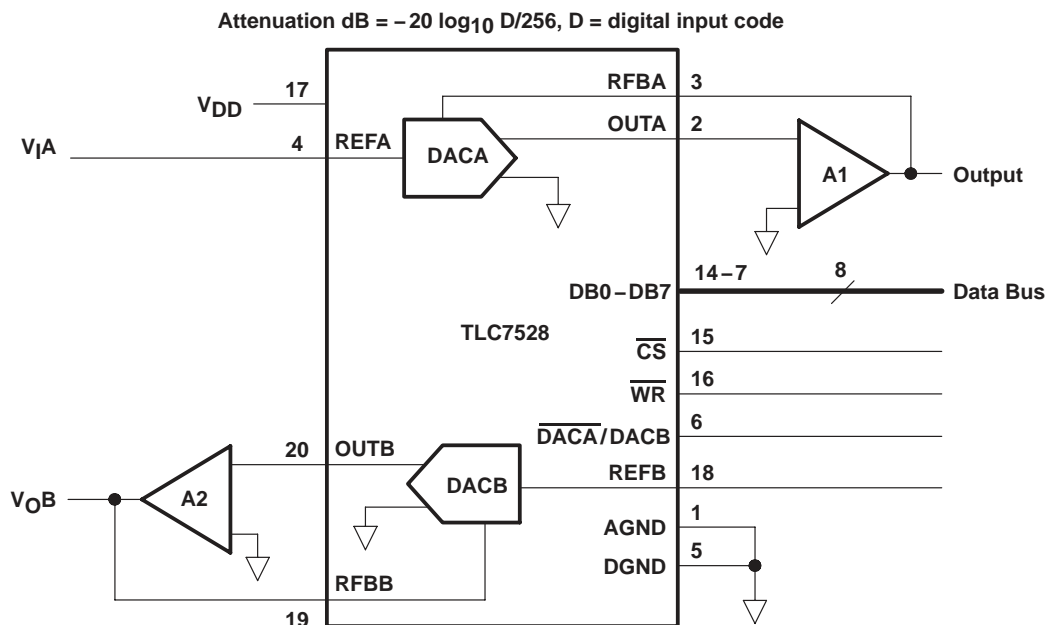 Attenuation dB = −20 log10 D/256, D = digital input code
17
VDD
RFBA
3
OUTA
2
VIA
4
REFA
DACA
A1
Output
14−7
8
DB0−DB7
Data Bus
TLC7528
CS
15
WR
16
DACA/DACB
6
20
OUTB
REFB
18
VOB
A2
DACB
AGND
1
DGND
5
RFBB
19